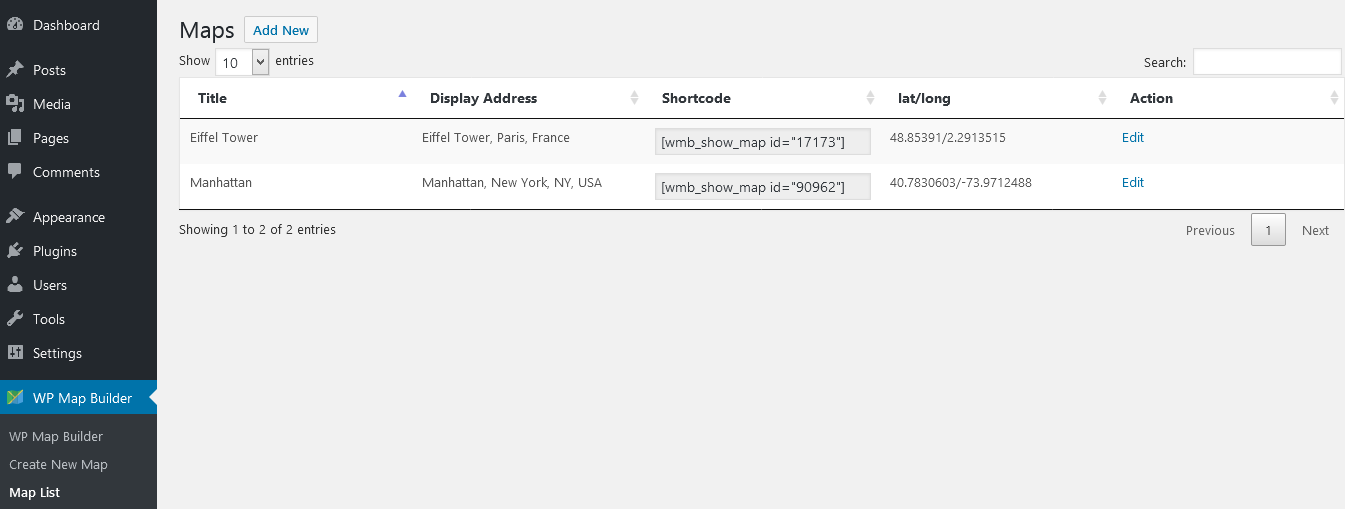 Dashboard
Posts
Media
Pages
Comments
Appearance
Plugins
Users
Tools
Settings
WP Map Builder
WP Map Builder
Create New Map
Map List
Maps Add New
Show 10 entries Search:
Title Display Address Shortcode lat/long Action
Eiffel Tower Eiffel Tower, Paris, France [wmb_show_map id="17173"] 48.85391/2.2913515 Edit
Manhattan Manhattan, New York, NY, USA [wmb_show_map id="90962"] 40.7830603/-73.9712488 Edit
Showing 1 to 2 of 2 entries Previous 1 Next